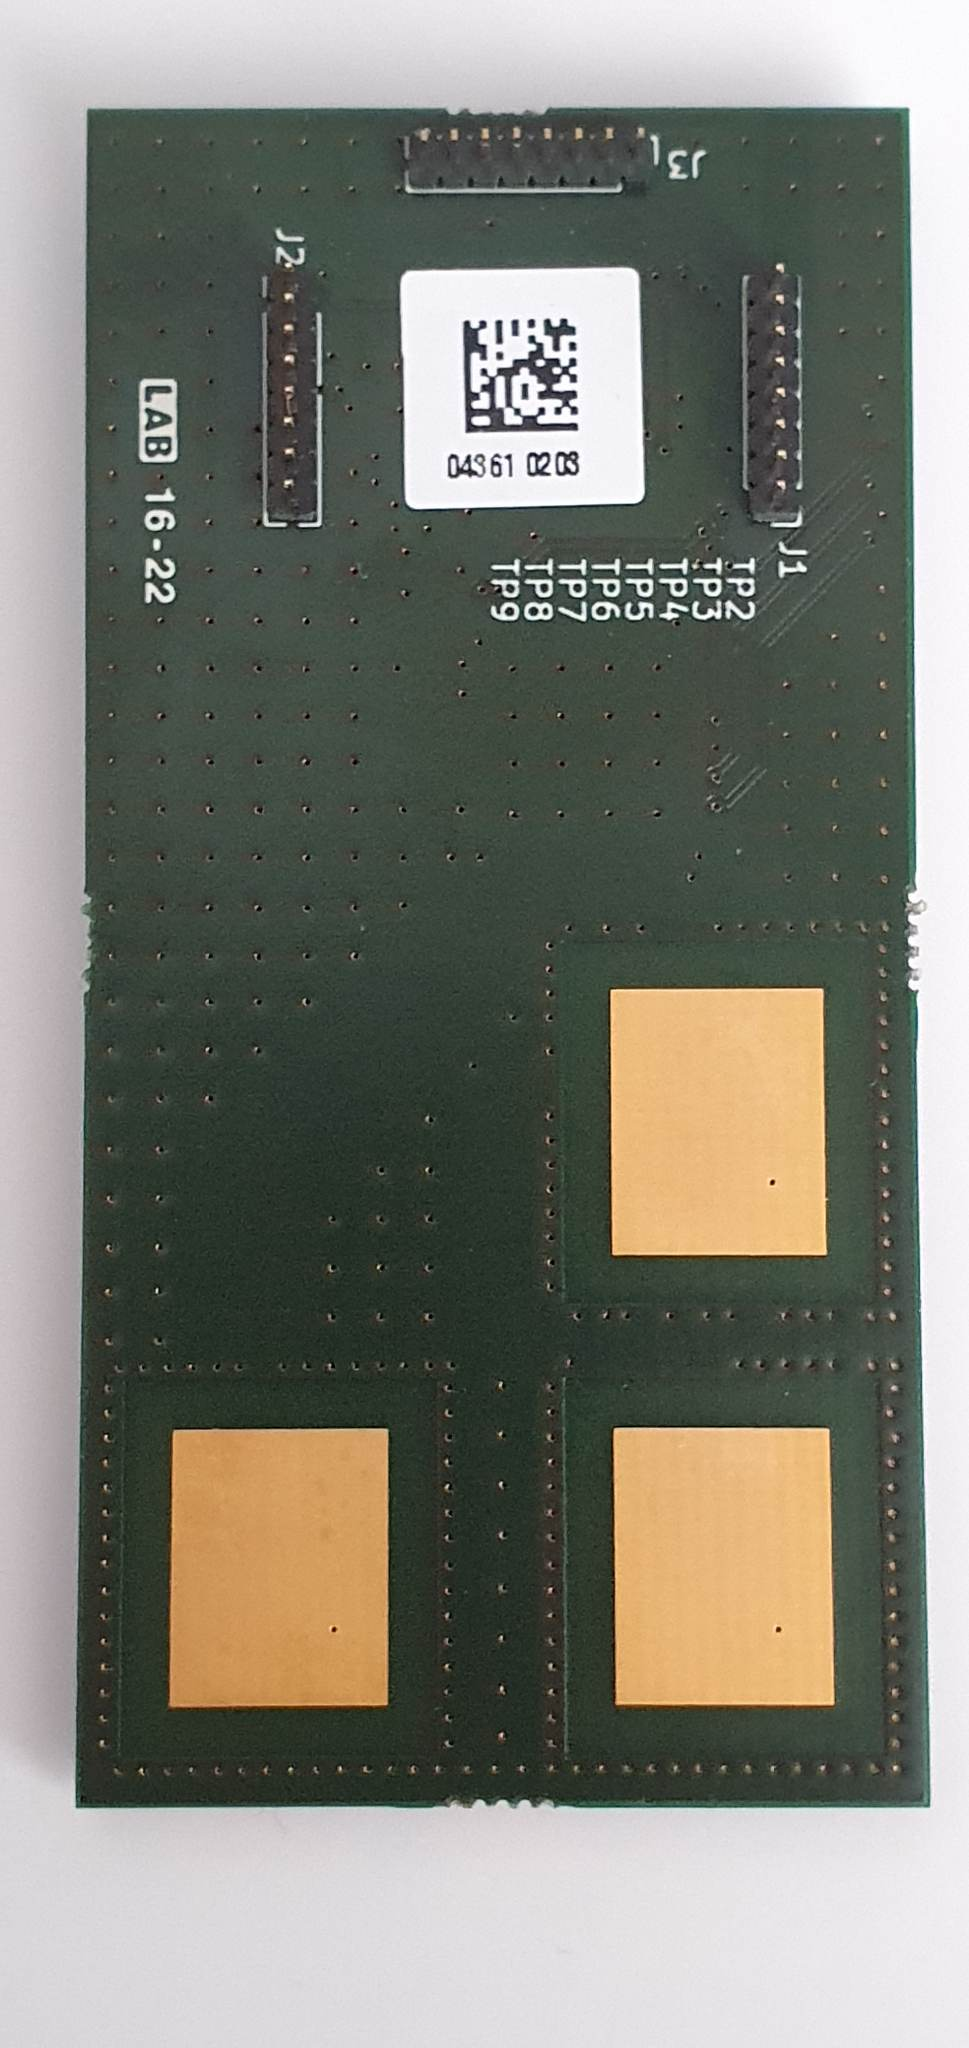 J3
J2
04361 0203
LAB 16-22
J1
TP2
TP3
TP4
TP5
TP6
TP7
TP8
TP9